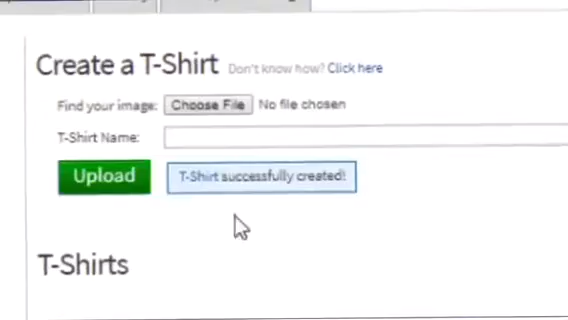 Create a T-Shirt Don't know how? Click here
Find your image: Choose File No file chosen
T-Shirt Name:
Upload T-Shirt successfully created!
T-Shirts